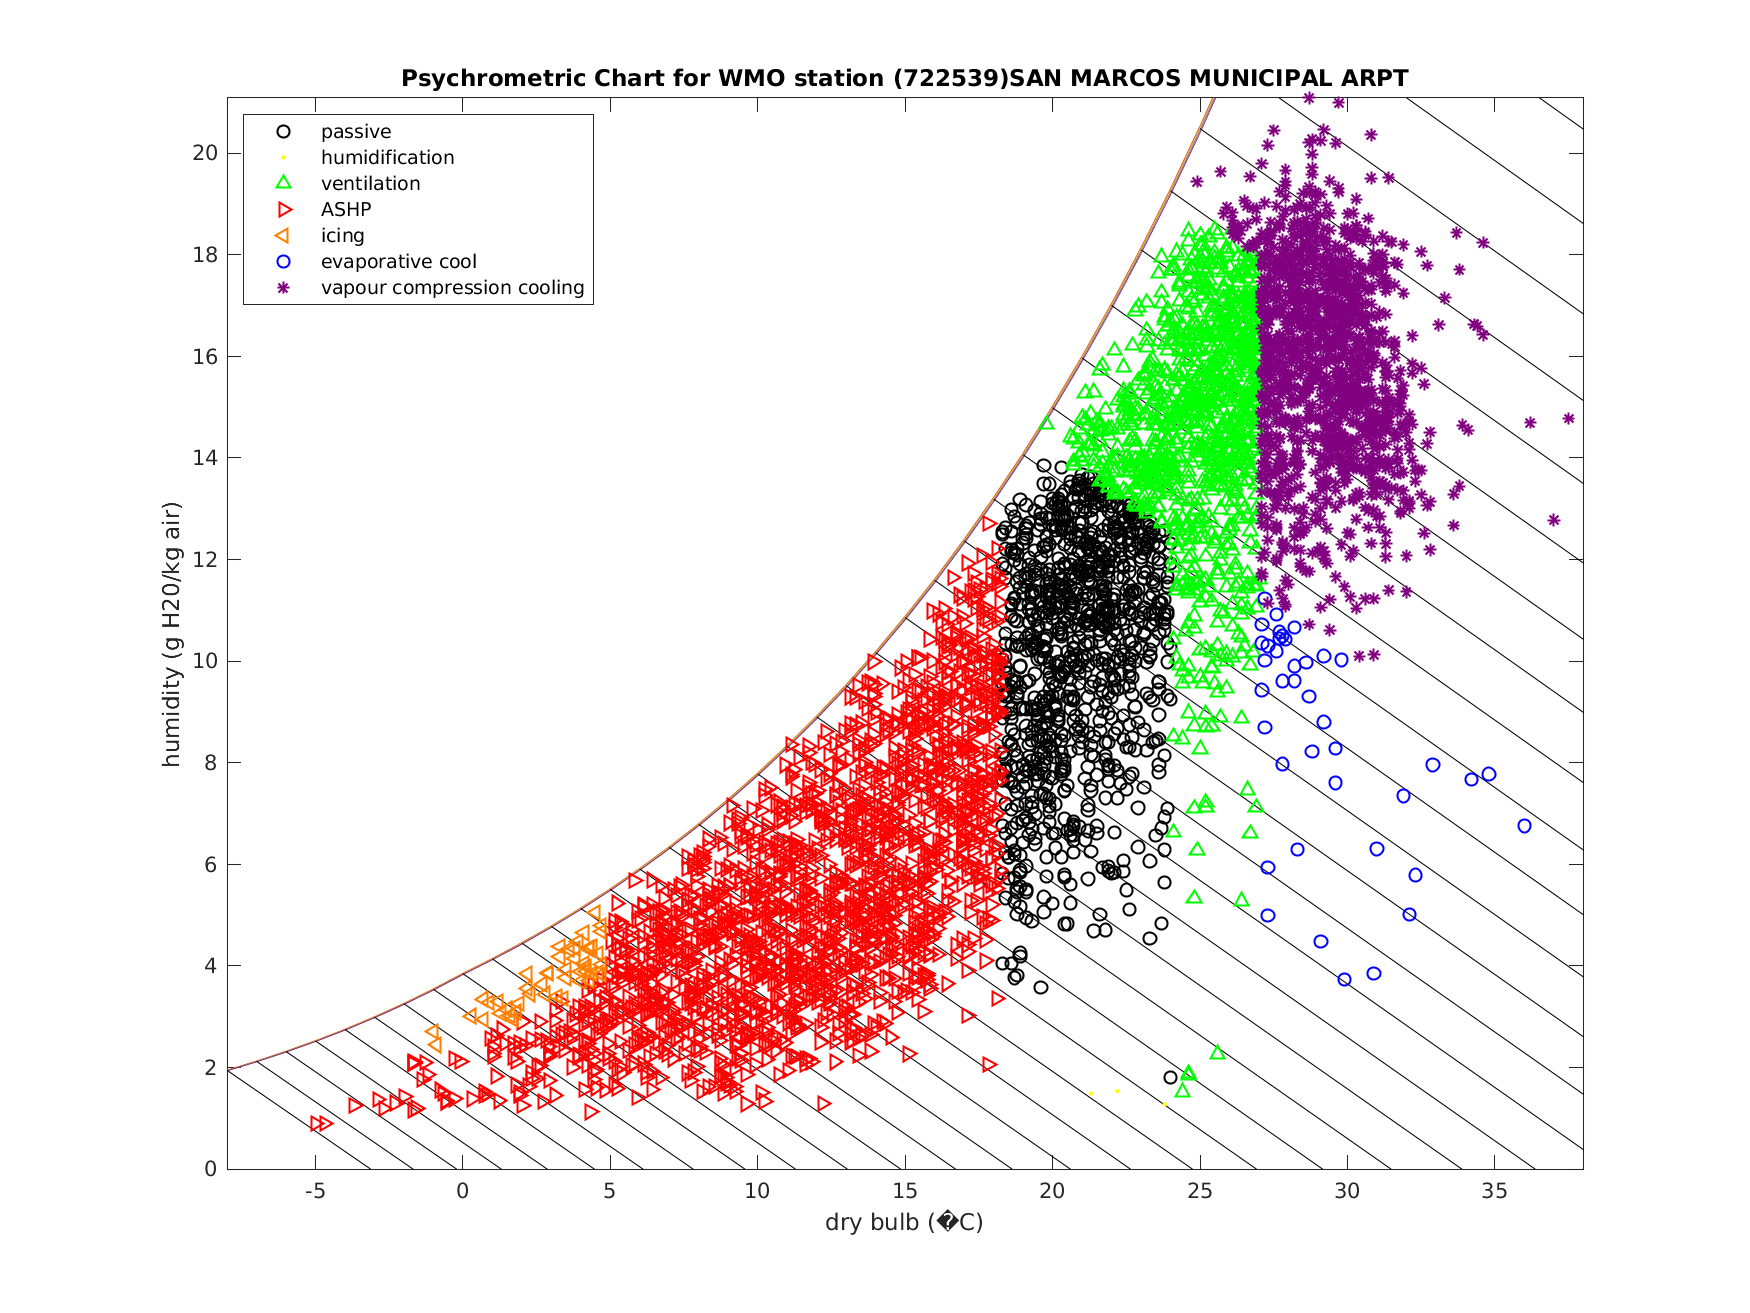 Psychrometric Chart for WMO station (722539)SAN MARCOS MUNICIPAL ARPT
passive
humidification
ventilation
ASHP
icing
evaporative cool
vapour compression cooling
humidity (g H20/kg air)
20
18
16
14
12
10
8
6
4
2
0
-5 0 5 10 15 20 25 30 35
dry bulb (�C)